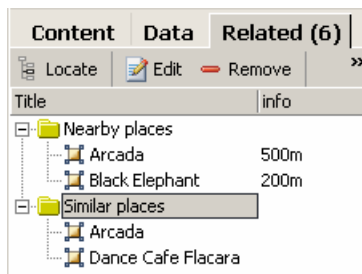 Content Data Related (6)
Locate Edit Remove »
Title info
Nearby places
Arcada 500m
Black Elephant 200m
Similar places
Arcada
Dance Cafe Flacara